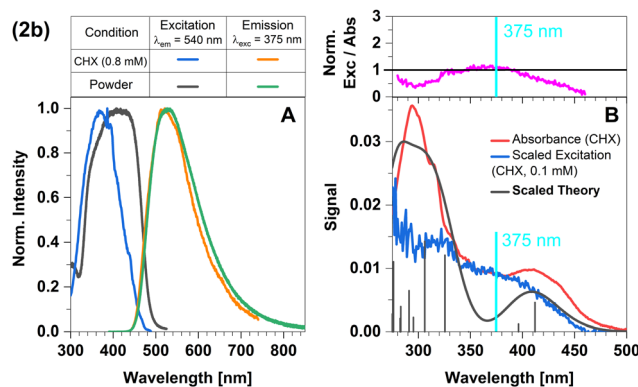 (2b)
Condition Excitation Emission
λem = 540 nm λexc = 375 nm
CHX (0.8 mM)
Powder
A
Norm. Intensity
1.0
0.8
0.6
0.4
0.2
0.0
300 400 500 600 700 800
Wavelength [nm]
Norm.
Exc / Abs
3
2
1
0
375 nm
B
Absorbance (CHX)
Scaled Excitation
(CHX, 0.1 mM)
Scaled Theory
375 nm
Signal
0.03
0.02
0.01
0.00
300 350 400 450 500
Wavelength [nm]